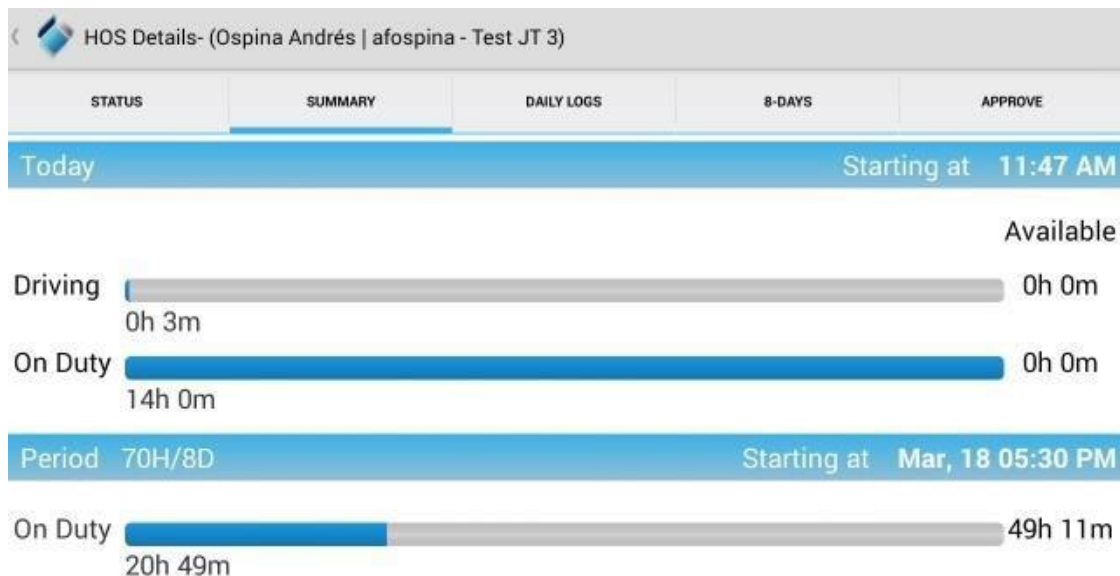 HOS Details- (Ospina Andrés | afospina - Test JT 3)
STATUS SUMMARY DAILY LOGS 8-DAYS APPROVE
Today Starting at 11:47 AM
Available
Driving 0h 0m
0h 3m
On Duty 0h 0m
14h 0m
Period 70H/8D Starting at Mar, 18 05:30 PM
On Duty 49h 11m
20h 49m